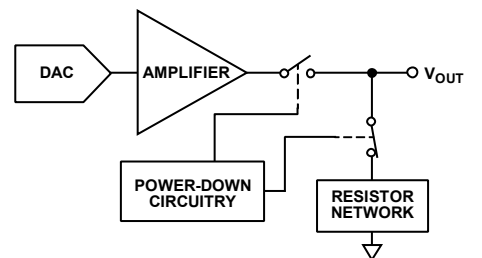 DAC
AMPLIFIER
VOUT
POWER-DOWN
CIRCUITRY
RESISTOR
NETWORK